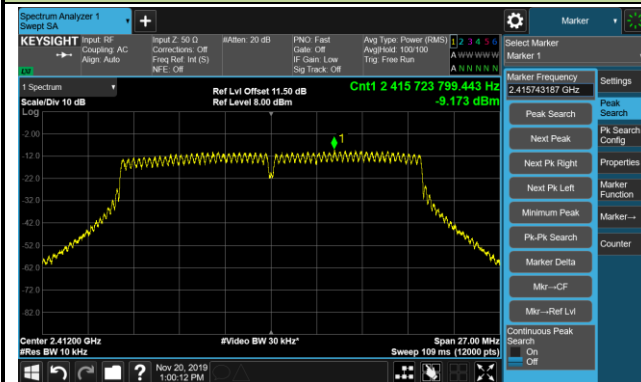 Spectrum Analyzer 1
Swept SA
+
Marker
KEYSIGHT
Input: RF
Coupling: AC
Align: Auto
Input Z: 50 Ω
Corrections: Off
Freq Ref: Int (S)
NFE: Off
#Atten: 20 dB
PNO: Fast
Gate: Off
IF Gain: Low
Sig Track: Off
Avg Type: Power (RMS)
Avg|Hold: 100/100
Trig: Free Run
1 2 3 4 5 6
A W W W W W
A N N N N N
Select Marker
Marker 1
1 Spectrum
Scale/Div 10 dB
Log
Ref Lvl Offset 11.50 dB
Ref Level 8.00 dBm
Cnt1 2 415 723 799.443 Hz
-9.173 dBm
1
-2.00
-12.0
-22.0
-32.0
-42.0
-52.0
-62.0
-72.0
-82.0
Center 2.41200 GHz
#Res BW 10 kHz
#Video BW 30 kHz*
Span 27.00 MHz
Sweep 109 ms (12000 pts)
Marker Frequency
2.415743187 GHz
Peak Search
Next Peak
Next Pk Right
Next Pk Left
Minimum Peak
Pk-Pk Search
Marker Delta
Mkr→CF
Mkr→Ref Lvl
Continuous Peak
Search
On
Off
Settings
Peak
Search
Pk Search
Config
Properties
Marker
Function
Marker→
Counter
?
Nov 20, 2019
1:00:12 PM